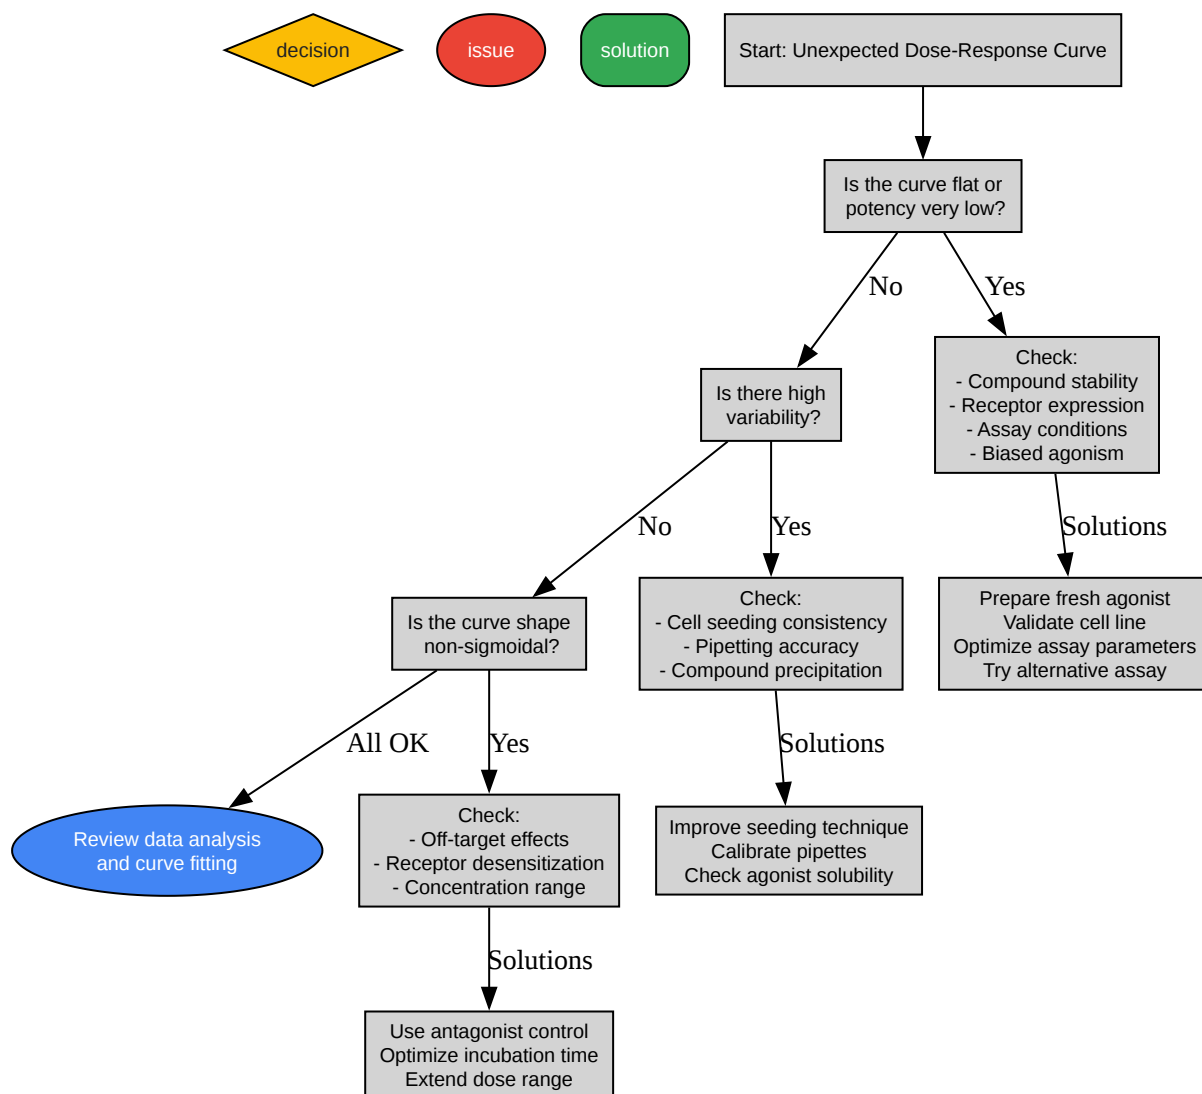 decision
issue
solution
Start: Unexpected Dose-Response Curve
Is the curve flat or
potency very low?
No
Yes
Is there high
variability?
Check:
- Compound stability
- Receptor expression
- Assay conditions
- Biased agonism
No
Yes
Solutions
Is the curve shape
non-sigmoidal?
Check:
- Cell seeding consistency
- Pipetting accuracy
- Compound precipitation
Prepare fresh agonist
Validate cell line
Optimize assay parameters
Try alternative assay
All OK
Yes
Solutions
Review data analysis
and curve fitting
Check:
- Off-target effects
- Receptor desensitization
- Concentration range
Improve seeding technique
Calibrate pipettes
Check agonist solubility
Solutions
Use antagonist control
Optimize incubation time
Extend dose range